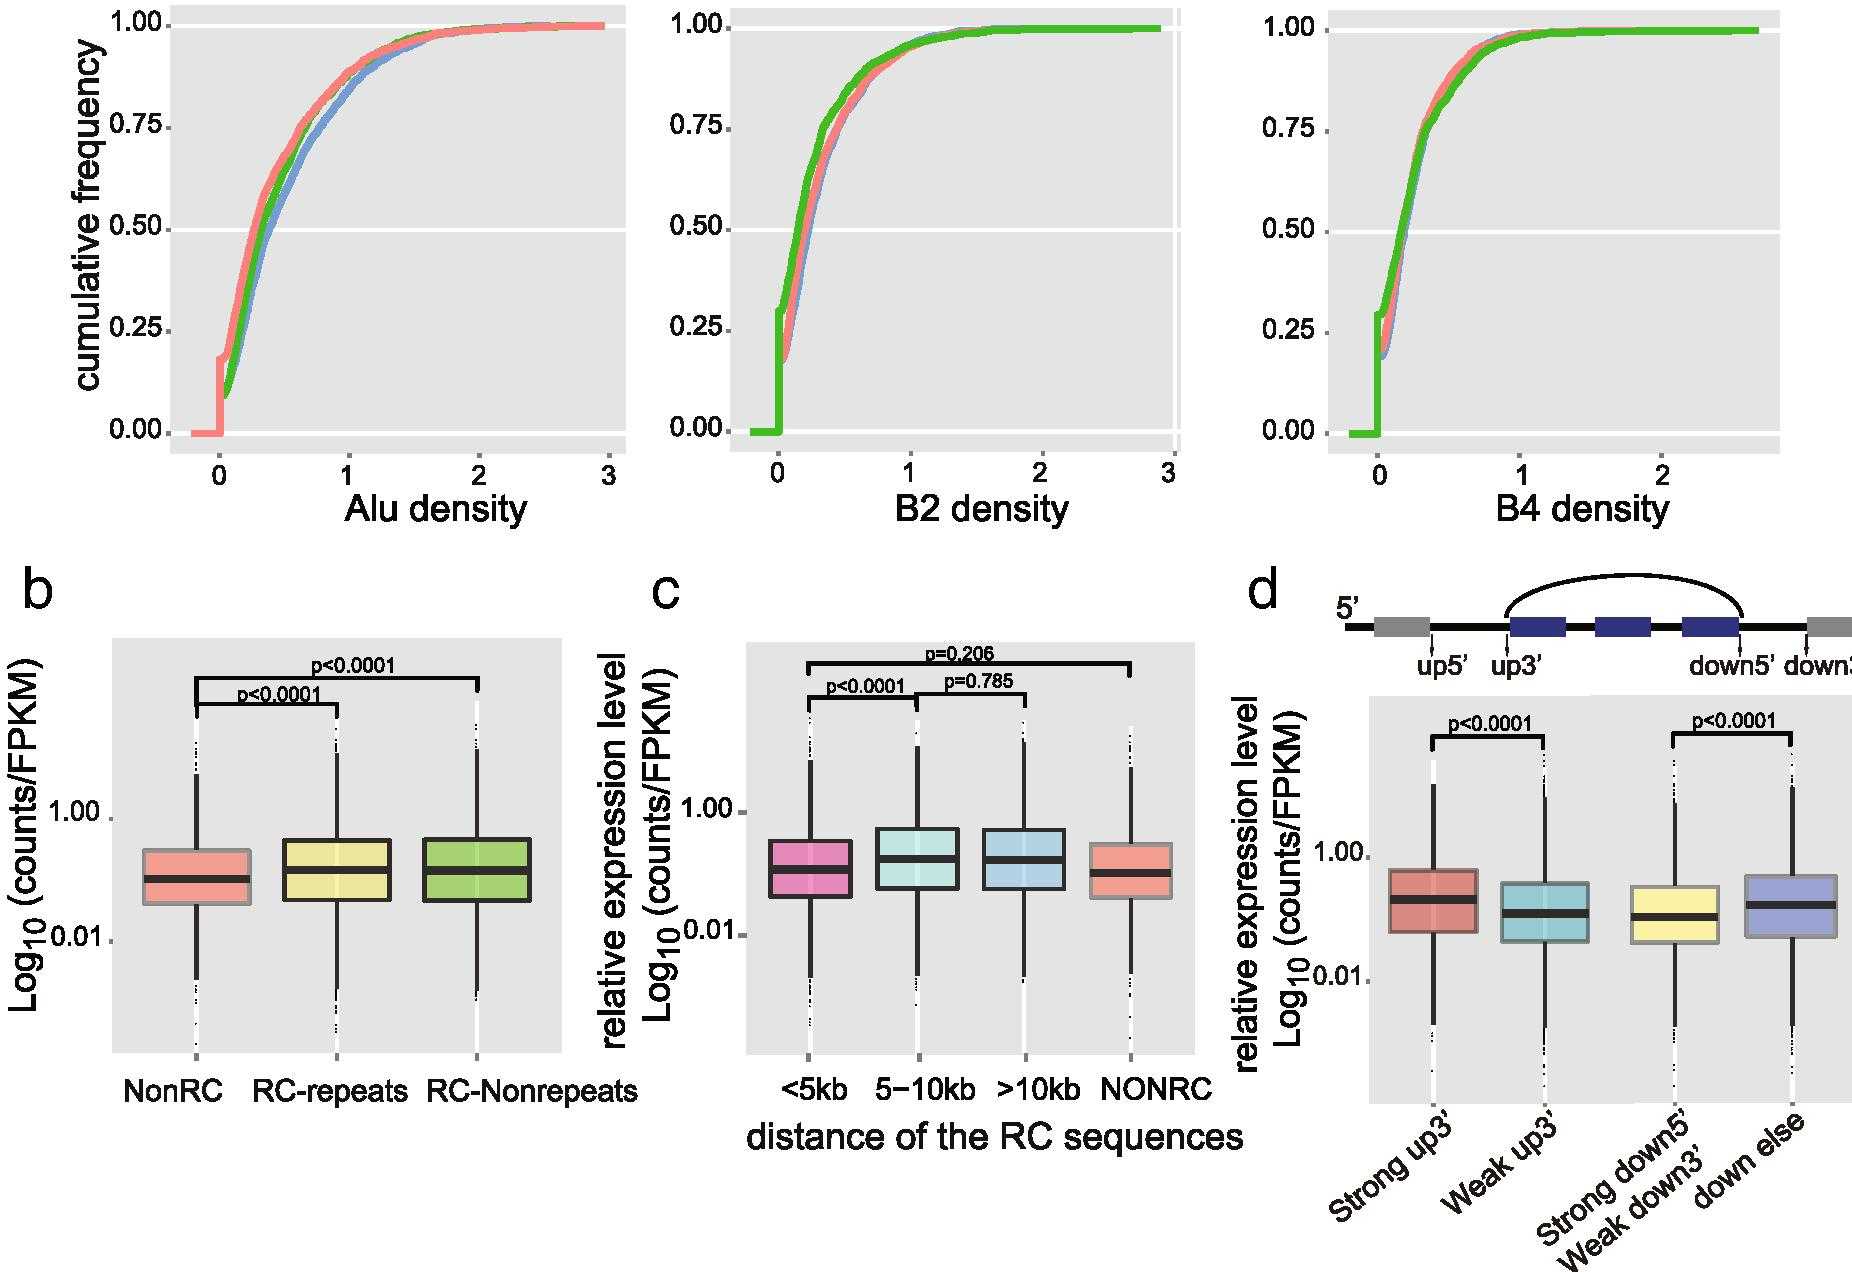 cumulative frequency
1.00
0.75
0.50
0.25
0.00
0 1 2 3
Alu density
1.00
0.75
0.50
0.25
0.00
0 1 2 3
B2 density
1.00
0.75
0.50
0.25
0.00
0 1 2
B4 density
b
Log10 (counts/FPKM)
1.00
0.01
p<0.0001
p<0.0001
NonRC RC-repeats RC-Nonrepeats
c
relative expression level
Log10 (counts/FPKM)
1.00
0.01
p=0.206
p<0.0001 p=0.785
<5kb 5−10kb >10kb NONRC
distance of the RC sequences
d
5’
up5’ up3’ down5’ down3
relative expression level
Log10 (counts/FPKM)
1.00
0.01
p<0.0001 p<0.0001
Strong up3’
Weak up3’
Strong down5’
Weak down3’
down else